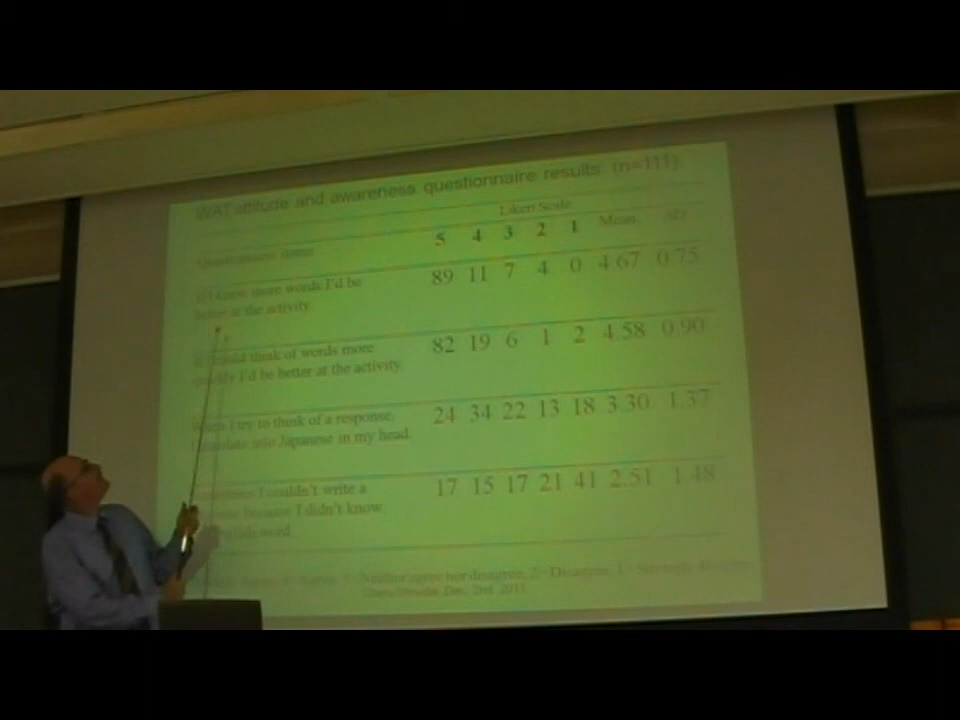 WAT attitude and awareness questionnaire results (n=111)
Likert Scale
Questionnaire items 5 4 3 2 1 Mean SD
If I knew more words I'd be 89 11 7 4 0 4.67 0.75
better at the activity.
could think of words more 82 19 6 1 2 4.58 0.90
I'd be better at the activity.
When I try to think of a response, 24 34 22 13 18 3.30 1.37
translate into Japanese in my head.
Sometimes I couldn't write a 17 15 17 21 41 2.51 1.48
because I didn't know
word
Neither agree nor disagree, 2= Disagree, 1= Strongly disagree
Dec. 2nd, 2011